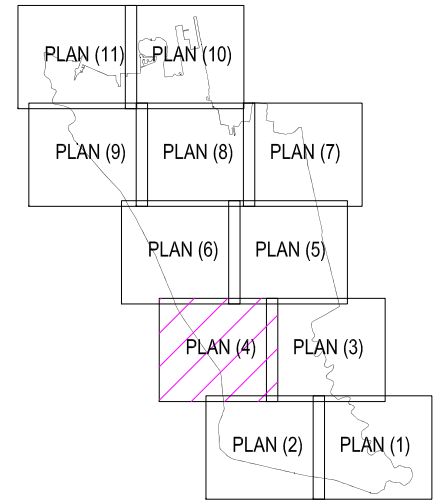 PLAN (11) PLAN (10)
PLAN (9) PLAN (8) PLAN (7)
PLAN (6) PLAN (5)
PLAN (4) PLAN (3)
PLAN (2) PLAN (1)